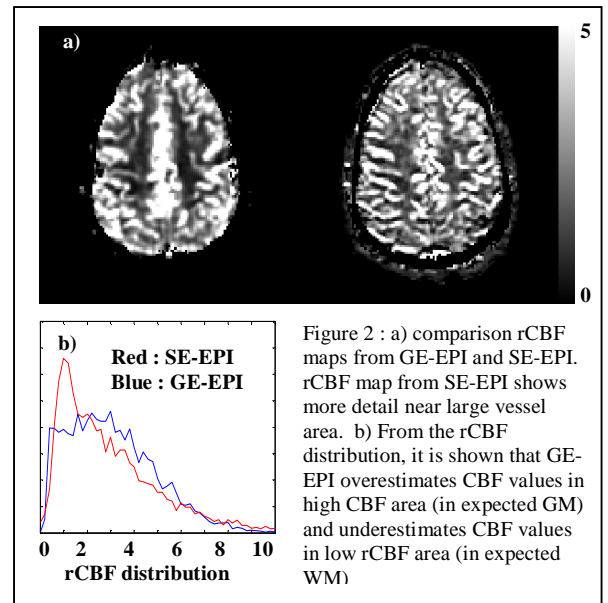 a)
5
0
b)
Red : SE-EPI
Blue : GE-EPI
0 2 4 6 8 10
rCBF distribution
Figure 2 : a) comparison rCBF
maps from GE-EPI and SE-EPI.
rCBF map from SE-EPI shows
more detail near large vessel
area. b) From the rCBF
distribution, it is shown that GE-
EPI overestimates CBF values in
high CBF area (in expected GM)
and underestimates CBF values
in low rCBF area (in expected
WM)